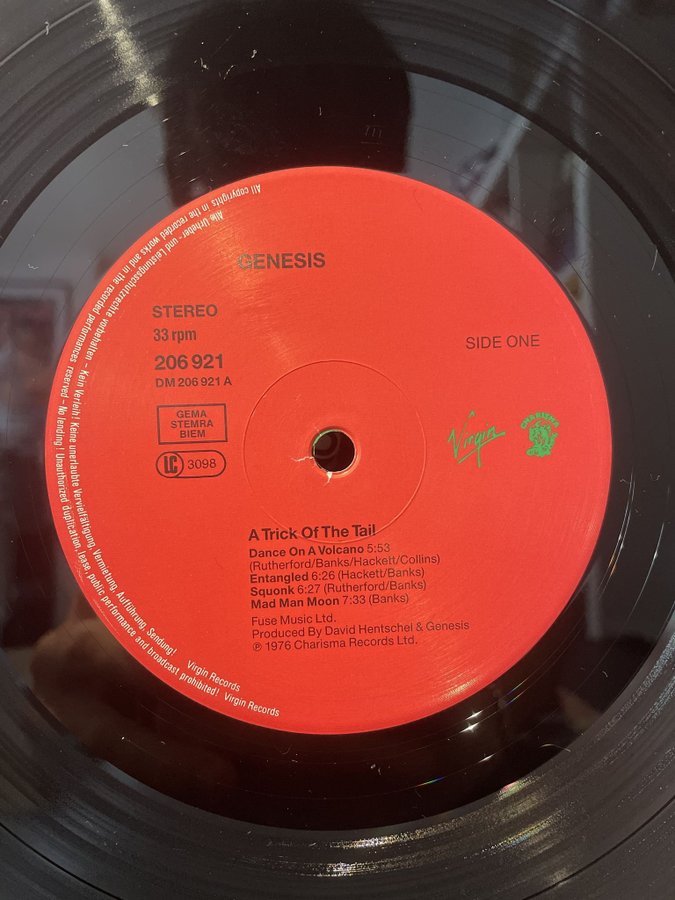 GENESIS
STEREO
33 rpm
206 921
DM 206 921 A
GEMA
STEMRA
BIEM
LC 3098
SIDE ONE
Virgin
CHARISMA
A Trick Of The Tail
Dance On A Volcano 5:53
(Rutherford/Banks/Hackett/Collins)
Entangled 6:26 (Hackett/Banks)
Squonk 6:27 (Rutherford/Banks)
Mad Man Moon 7:33 (Banks)
Fuse Music Ltd.
Produced By David Hentschel & Genesis
℗ 1976 Charisma Records Ltd.
Alle Urheber- und Leistungsschutzrechte vorbehalten – Kein Verleih! Keine unerlaubte Vervielfältigung, Vermietung, Aufführung, Sendung! Virgin Records
All copyrights in the recorded works and in the recorded performances reserved – No lending! Unauthorized duplication, lease, public performance and broadcast prohibited! Virgin Records